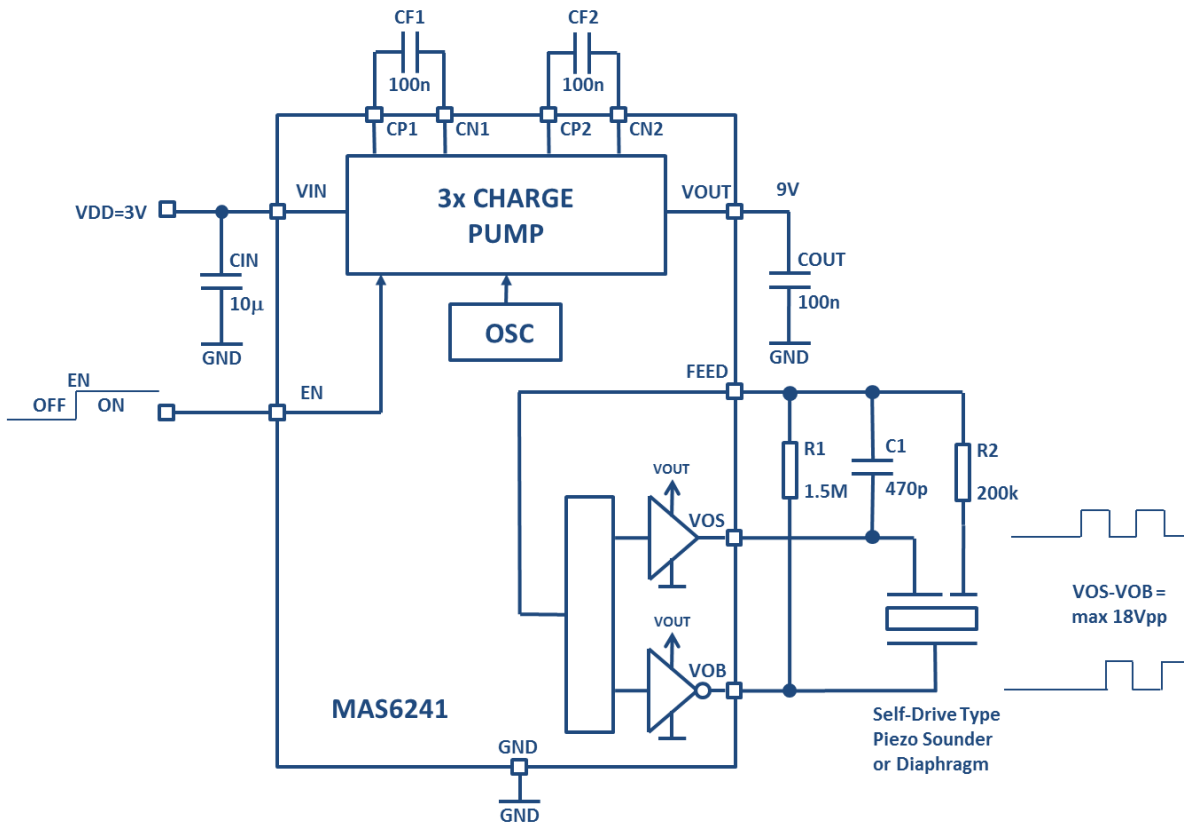 CF1
100n
CF2
100n
CP1
CN1
CP2
CN2
VDD=3V
VIN
3x CHARGE
PUMP
VOUT
9V
CIN
10μ
GND
OSC
COUT
100n
GND
EN
OFF
ON
EN
FEED
R1
1.5M
C1
470p
R2
200k
VOUT
VOS
VOUT
VOB
VOS-VOB =
max 18Vpp
MAS6241
GND
GND
Self-Drive Type
Piezo Sounder
or Diaphragm